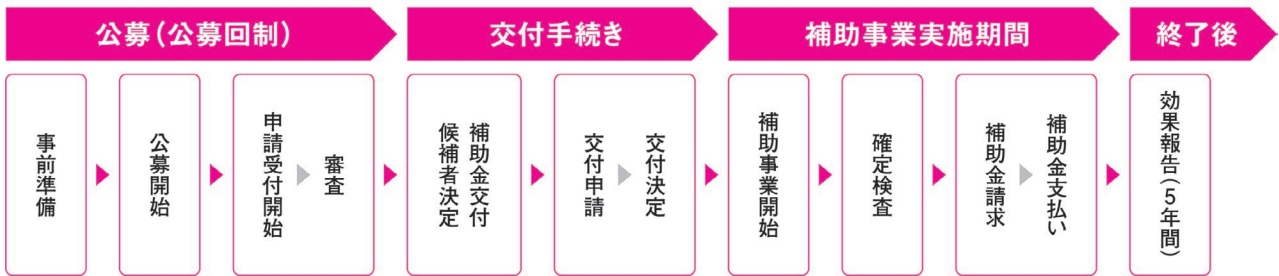 公募（公募回制）
交付手続き
補助事業実施期間
終了後
事前準備
公募開始
申請受付開始
審査
補助金交付
候補者決定
交付申請
交付決定
補助事業開始
確定検査
補助金請求
補助金支払い
効果報告（5年間）